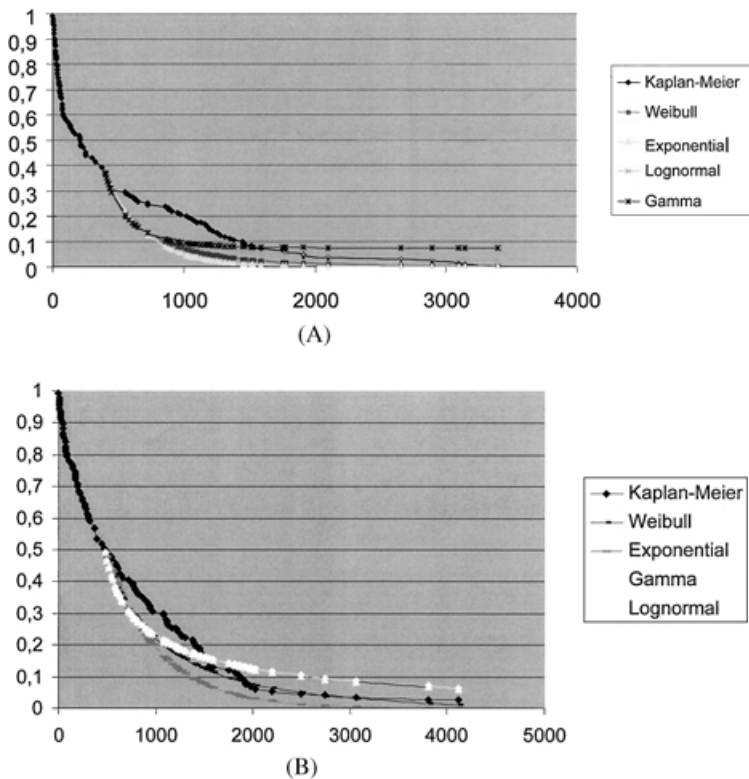 1
0,9
0,8
0,7
0,6
0,5
0,4
0,3
0,2
0,1
0
0 1000 2000 3000 4000
Kaplan-Meier
Weibull
Exponential
Lognormal
Gamma
(A)
1
0,9
0,8
0,7
0,6
0,5
0,4
0,3
0,2
0,1
0
0 1000 2000 3000 4000 5000
Kaplan-Meier
Weibull
Exponential
Gamma
Lognormal
(B)